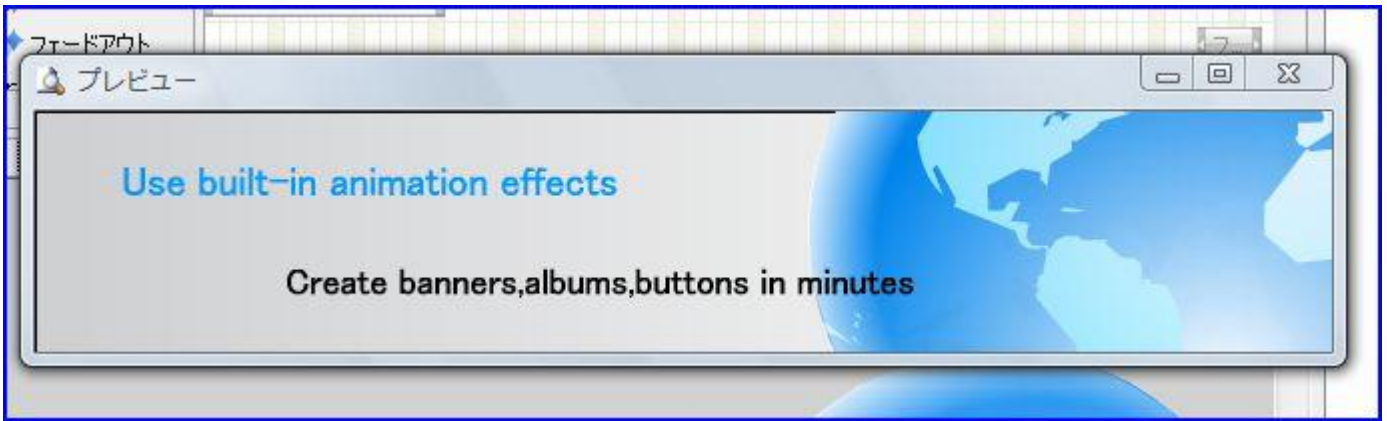 フェードアウト
フ...
プレビュー
Use built-in animation effects
Create banners,albums,buttons in minutes